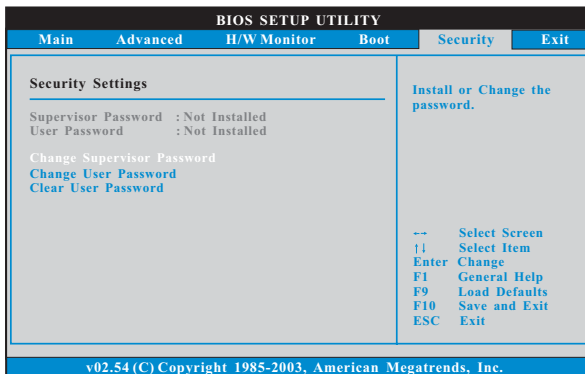 BIOS SETUP UTILITY
Main Advanced H/W Monitor Boot Security Exit
Security Settings
Supervisor Password : Not Installed
User Password : Not Installed
Change Supervisor Password
Change User Password
Clear User Password
Install or Change the
password.
←→ Select Screen
↑↓ Select Item
Enter Change
F1 General Help
F9 Load Defaults
F10 Save and Exit
ESC Exit
v02.54 (C) Copyright 1985-2003, American Megatrends, Inc.